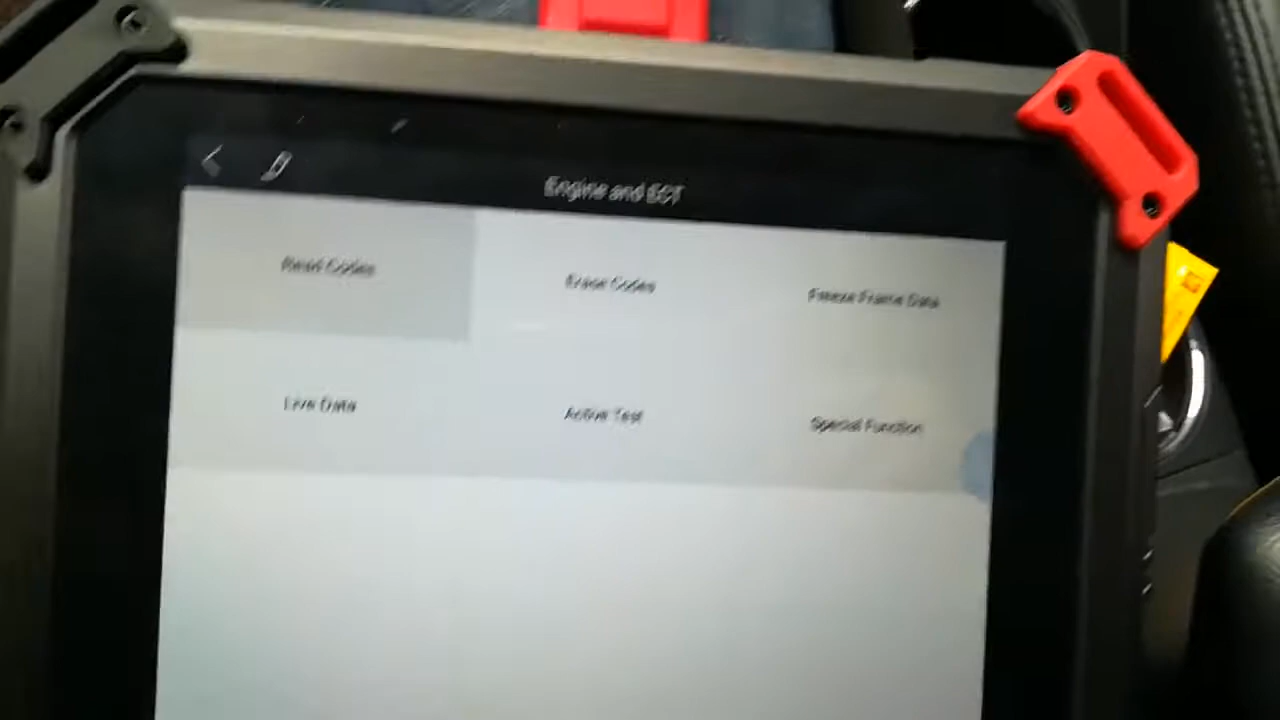 Engine and ECT
Read Codes
Erase Codes
Freeze Frame Data
Live Data
Active Test
Special Function